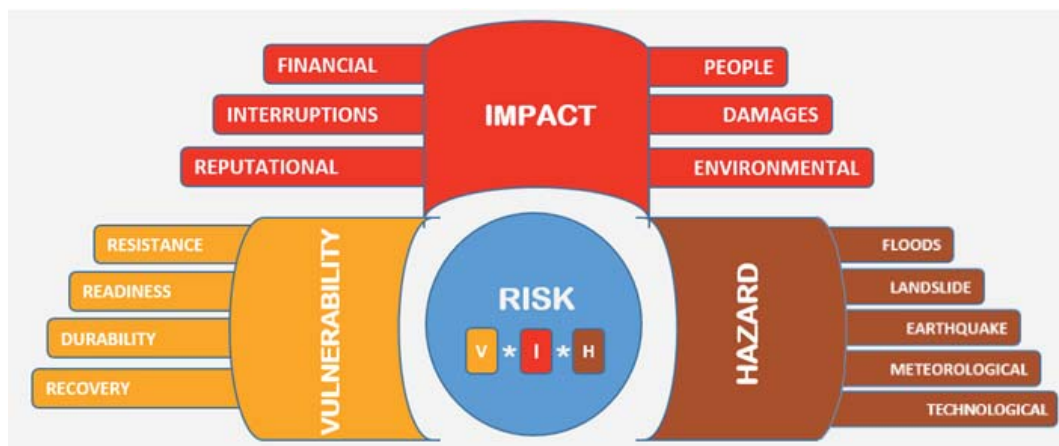 FINANCIAL
INTERRUPTIONS
REPUTATIONAL
IMPACT
PEOPLE
DAMAGES
ENVIRONMENTAL
RESISTANCE
READINESS
DURABILITY
RECOVERY
VULNERABILITY
RISK
V * I * H
HAZARD
FLOODS
LANDSLIDE
EARTHQUAKE
METEOROLOGICAL
TECHNOLOGICAL